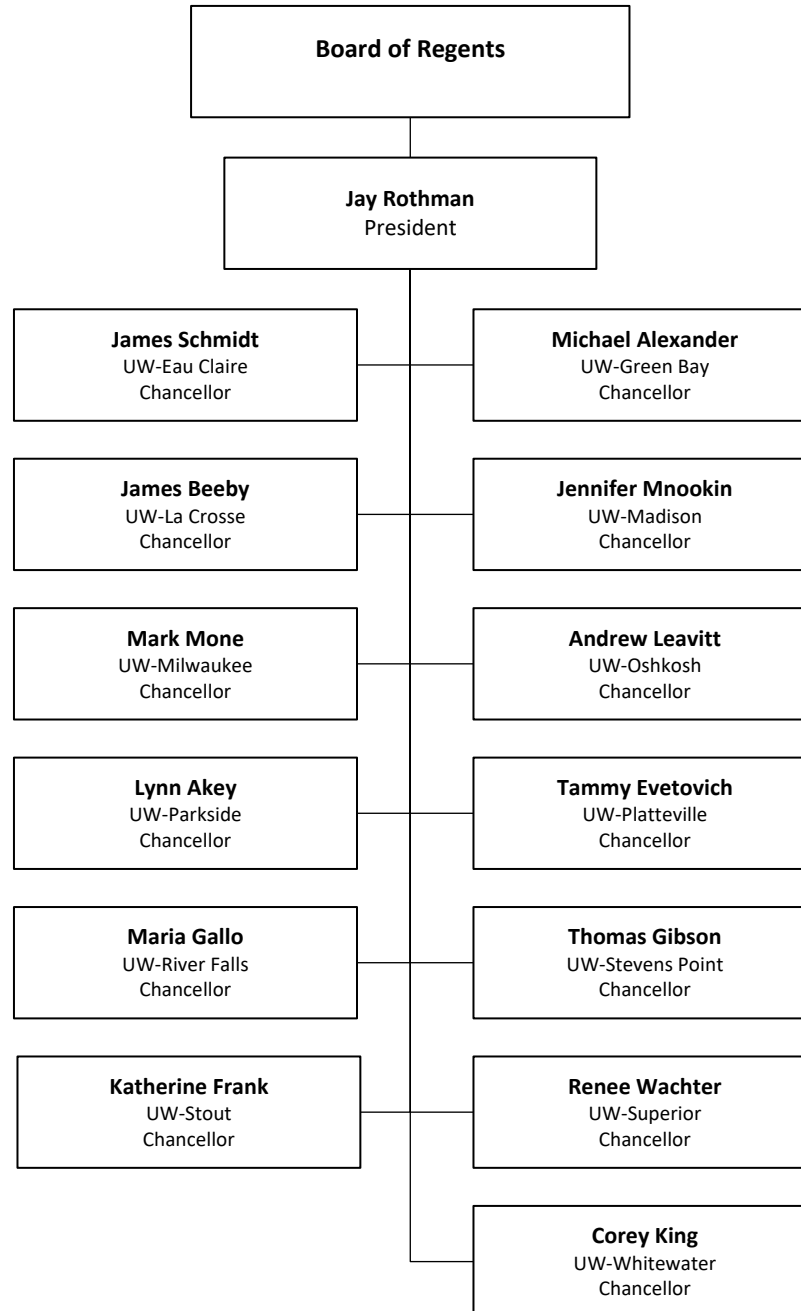 Board of Regents
Jay Rothman
President
James Schmidt
UW-Eau Claire
Chancellor
Michael Alexander
UW-Green Bay
Chancellor
James Beeby
UW-La Crosse
Chancellor
Jennifer Mnookin
UW-Madison
Chancellor
Mark Mone
UW-Milwaukee
Chancellor
Andrew Leavitt
UW-Oshkosh
Chancellor
Lynn Akey
UW-Parkside
Chancellor
Tammy Evetovich
UW-Platteville
Chancellor
Maria Gallo
UW-River Falls
Chancellor
Thomas Gibson
UW-Stevens Point
Chancellor
Katherine Frank
UW-Stout
Chancellor
Renee Wachter
UW-Superior
Chancellor
Corey King
UW-Whitewater
Chancellor